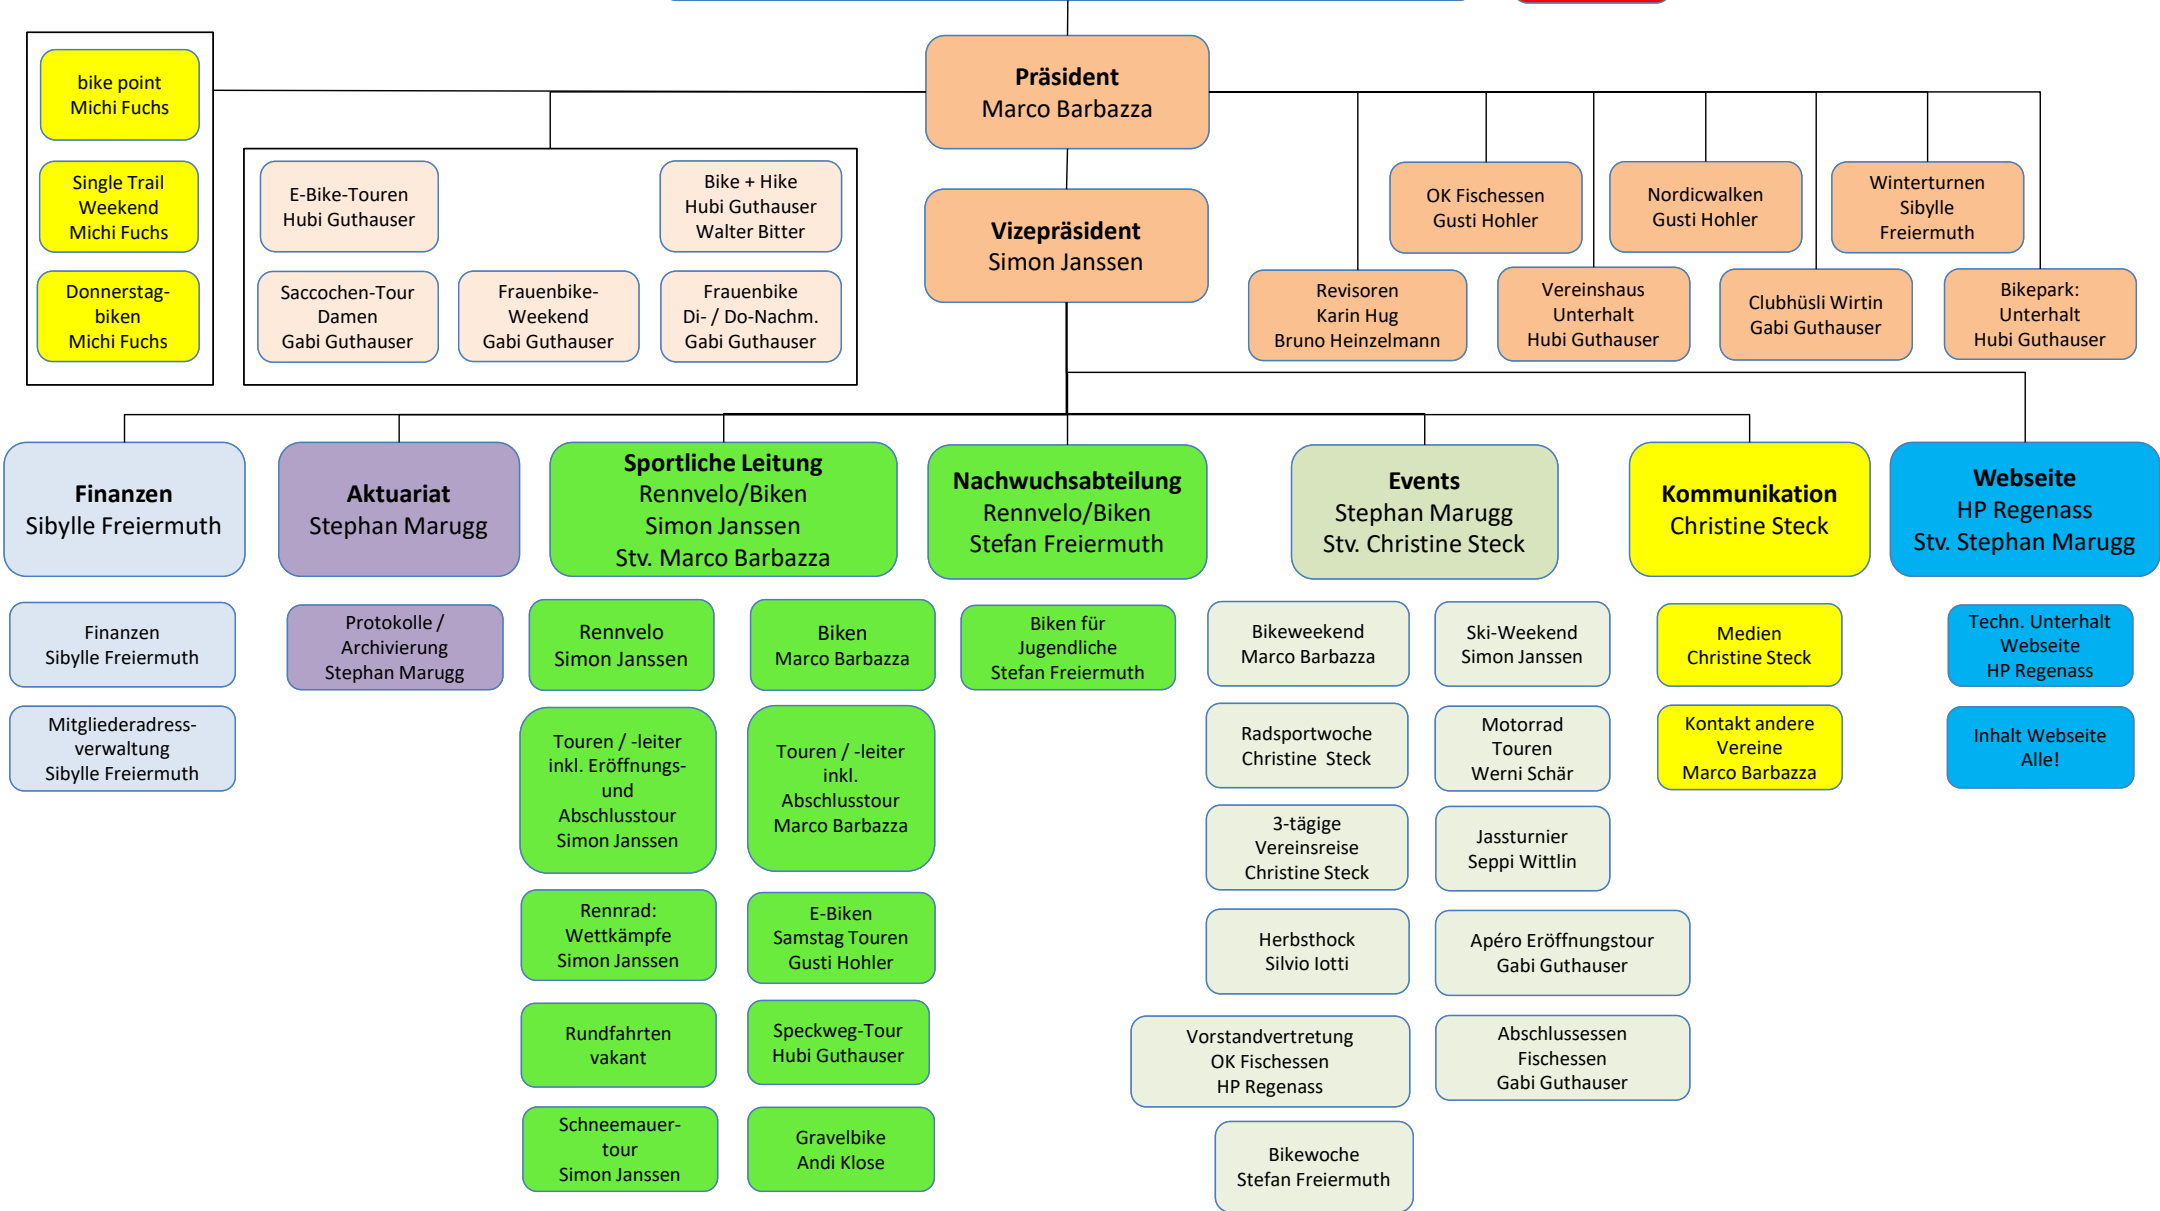 Präsident
Marco Barbazza
bike point
Michi Fuchs
Single Trail
Weekend
Michi Fuchs
Donnerstag-
biken
Michi Fuchs
E-Bike-Touren
Hubi Guthauser
Bike + Hike
Hubi Guthauser
Walter Bitter
Saccochen-Tour
Damen
Gabi Guthauser
Frauenbike-
Weekend
Gabi Guthauser
Frauenbike
Di- / Do-Nachm.
Gabi Guthauser
Vizepräsident
Simon Janssen
OK Fischessen
Gusti Hohler
Nordicwalken
Gusti Hohler
Winterturnen
Sibylle
Freiermuth
Revisoren
Karin Hug
Bruno Heinzelmann
Vereinshaus
Unterhalt
Hubi Guthauser
Clubhüsli Wirtin
Gabi Guthauser
Bikepark:
Unterhalt
Hubi Guthauser
Finanzen
Sibylle Freiermuth
Aktuariat
Stephan Marugg
Sportliche Leitung
Rennvelo/Biken
Simon Janssen
Stv. Marco Barbazza
Nachwuchsabteilung
Rennvelo/Biken
Stefan Freiermuth
Events
Stephan Marugg
Stv. Christine Steck
Kommunikation
Christine Steck
Webseite
HP Regenass
Stv. Stephan Marugg
Finanzen
Sibylle Freiermuth
Mitgliederadress-
verwaltung
Sibylle Freiermuth
Protokolle /
Archivierung
Stephan Marugg
Rennvelo
Simon Janssen
Touren / -leiter
inkl. Eröffnungs-
und
Abschlusstour
Simon Janssen
Rennrad:
Wettkämpfe
Simon Janssen
Rundfahrten
vakant
Schneemauer-
tour
Simon Janssen
Biken
Marco Barbazza
Touren / -leiter
inkl.
Abschlusstour
Marco Barbazza
E-Biken
Samstag Touren
Gusti Hohler
Speckweg-Tour
Hubi Guthauser
Gravelbike
Andi Klose
Biken für
Jugendliche
Stefan Freiermuth
Bikeweekend
Marco Barbazza
Radsportwoche
Christine  Steck
3-tägige
Vereinsreise
Christine Steck
Herbsthock
Silvio Iotti
Vorstandvertretung
OK Fischessen
HP Regenass
Bikewoche
Stefan Freiermuth
Ski-Weekend
Simon Janssen
Motorrad
Touren
Werni Schär
Jassturnier
Seppi Wittlin
Apéro Eröffnungstour
Gabi Guthauser
Abschlussessen
Fischessen
Gabi Guthauser
Medien
Christine Steck
Kontakt andere
Vereine
Marco Barbazza
Techn. Unterhalt
Webseite
HP Regenass
Inhalt Webseite
Alle!